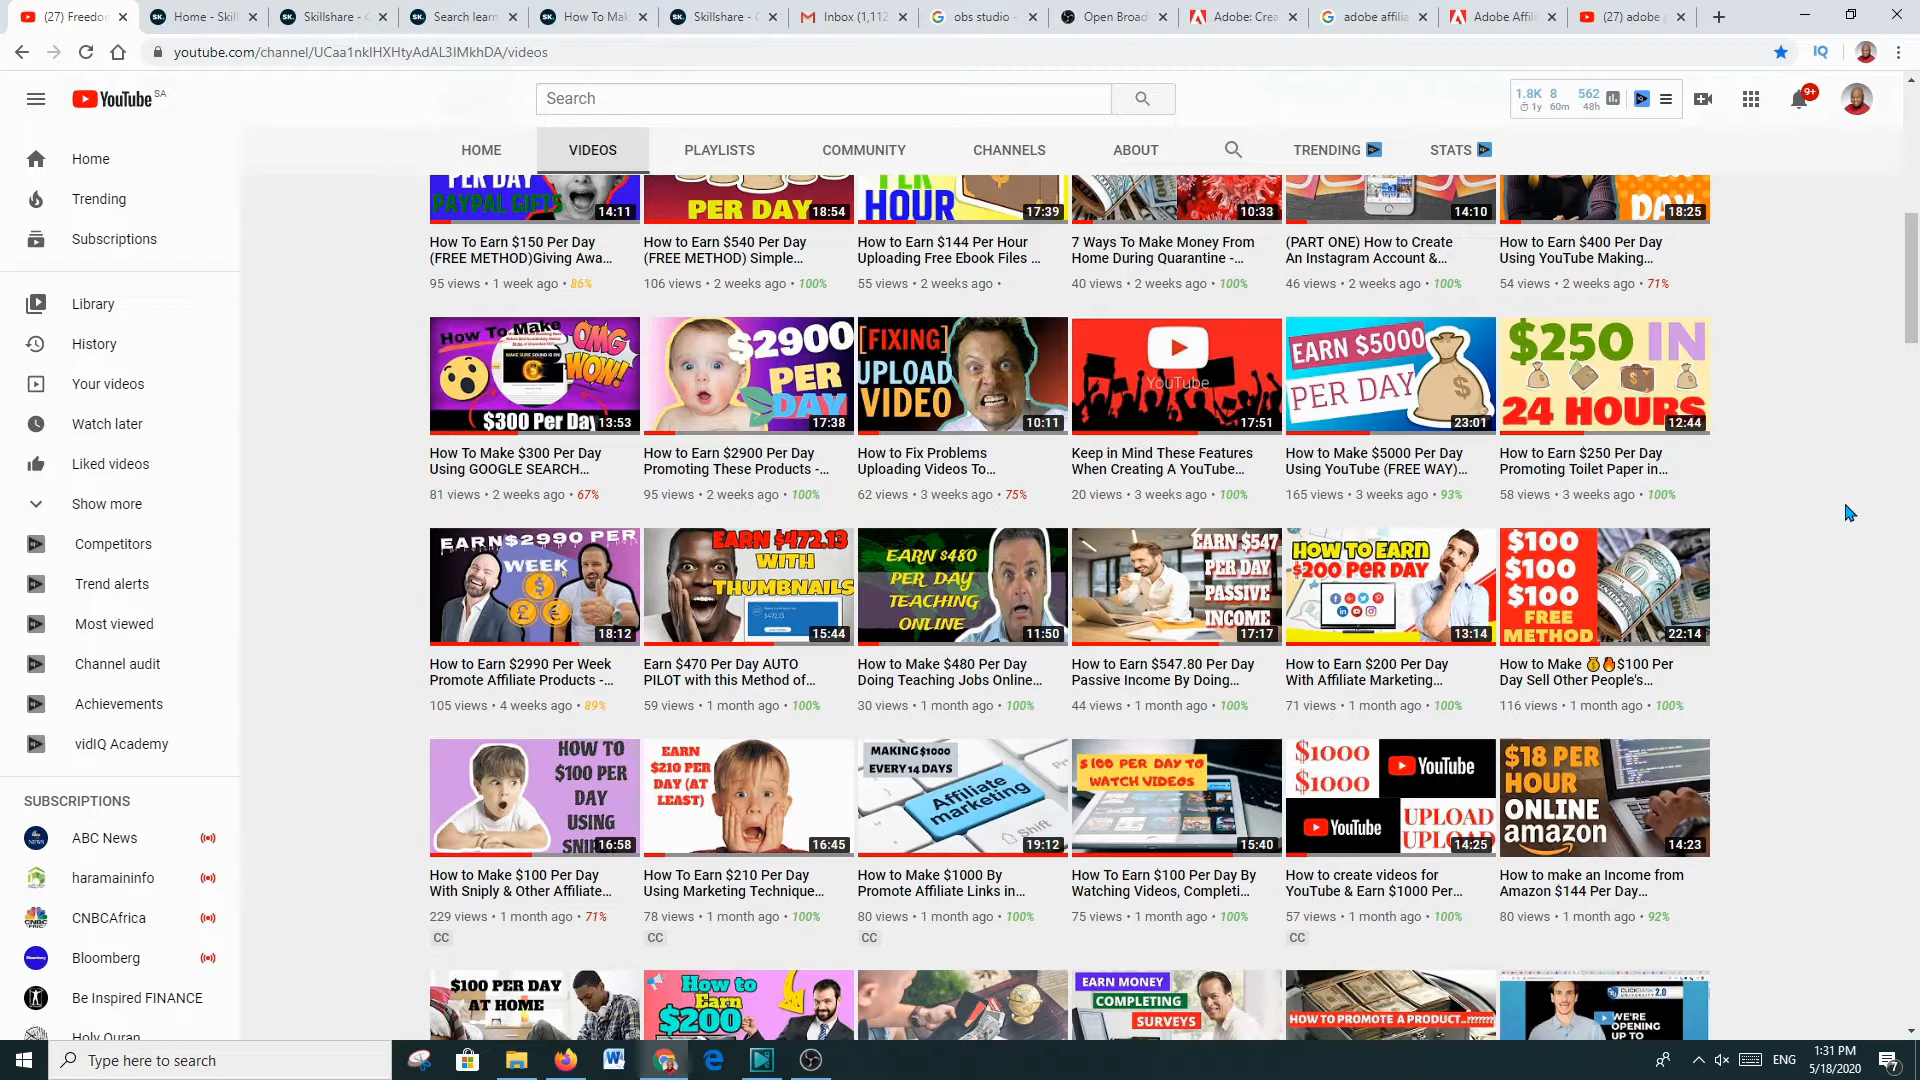 (27) Freedom
Home - Skill
Skillshare - C
Search learn
How To Mak
Skillshare - C
Inbox (1,112
obs studio -
Open Broad
Adobe: Crea
adobe affilia
Adobe Affili
(27) adobe
youtube.com/channel/UCaa1nklHXHtyAdAL3IMkhDA/videos
YouTube SA
Search
1.8K 8 562
1y 60m 48h
9+
HOME VIDEOS PLAYLISTS COMMUNITY CHANNELS ABOUT TRENDING STATS
Home
Trending
Subscriptions
Library
History
Your videos
Watch later
Liked videos
Show more
Competitors
Trend alerts
Most viewed
Channel audit
Achievements
vidIQ Academy
SUBSCRIPTIONS
ABC News
haramaininfo
CNBCAfrica
Bloomberg
Be Inspired FINANCE
Holy Quran
PER DAY
PAYPAL GIFTS
14:11
How To Earn $150 Per Day
(FREE METHOD)Giving Awa...
95 views • 1 week ago • 86%
PER DAY
18:54
How to Earn $540 Per Day
(FREE METHOD) Simple...
106 views • 2 weeks ago • 100%
PER
HOUR
17:39
How to Earn $144 Per Hour
Uploading Free Ebook Files ...
55 views • 2 weeks ago •
10:33
7 Ways To Make Money From
Home During Quarantine -...
40 views • 2 weeks ago • 100%
14:10
(PART ONE) How to Create
An Instagram Account &...
46 views • 2 weeks ago • 100%
DAY
18:25
How to Earn $400 Per Day
Using YouTube Making...
54 views • 2 weeks ago • 71%
How To Make
OMG
WOW!
MAKE SURE SOUND IS ON
$300 Per Day
13:53
How To Make $300 Per Day
Using GOOGLE SEARCH...
81 views • 2 weeks ago • 67%
$2900
PER
DAY
17:38
How to Earn $2900 Per Day
Promoting These Products -...
95 views • 2 weeks ago • 100%
[FIXING]
UPLOAD
VIDEO
10:11
How to Fix Problems
Uploading Videos To...
62 views • 3 weeks ago • 75%
YouTube
17:51
Keep in Mind These Features
When Creating A YouTube...
20 views • 3 weeks ago • 100%
EARN $5000
PER DAY
23:01
How to Make $5000 Per Day
Using YouTube (FREE WAY)...
165 views • 3 weeks ago • 93%
$250 IN
24 HOURS
12:44
How to Earn $250 Per Day
Promoting Toilet Paper in...
58 views • 3 weeks ago • 100%
EARN$2990 PER
WEEK
18:12
How to Earn $2990 Per Week
Promote Affiliate Products -...
105 views • 4 weeks ago • 89%
EARN $472.13
WITH
THUMBNAILS
15:44
Earn $470 Per Day AUTO
PILOT with this Method of...
59 views • 1 month ago • 100%
EARN $480
PER DAY
TEACHING
ONLINE
11:50
How to Make $480 Per Day
Doing Teaching Jobs Online...
30 views • 1 month ago • 100%
EARN $547
PER DAY
PASSIVE
INCOME
17:17
How to Earn $547.80 Per Day
Passive Income By Doing...
44 views • 1 month ago • 100%
HOW TO EARN
$200 PER DAY
13:14
How to Earn $200 Per Day
With Affiliate Marketing...
71 views • 1 month ago • 100%
$100
$100
$100
FREE
METHOD
22:14
How to Make 💰🔥$100 Per
Day Sell Other People's...
116 views • 1 month ago • 100%
HOW TO
$100 PER
DAY
USING
SNIPLY
16:58
How to Make $100 Per Day
With Sniply & Other Affiliate...
229 views • 1 month ago • 71%
CC
EARN
$210 PER
DAY (AT
LEAST)
16:45
How To Earn $210 Per Day
Using Marketing Technique...
78 views • 1 month ago • 100%
CC
MAKING $1000
EVERY 14 DAYS
Affiliate
marketing
Shift
19:12
How to Make $1000 By
Promote Affiliate Links in...
80 views • 1 month ago • 100%
CC
$100 PER DAY TO
WATCH VIDEOS
15:40
How To Earn $100 Per Day By
Watching Videos, Completi...
75 views • 1 month ago • 100%
$1000
$1000
YouTube
YouTube
UPLOAD
UPLOAD
14:25
How to create videos for
YouTube & Earn $1000 Per...
57 views • 1 month ago • 100%
CC
$18 PER
HOUR
ONLINE
amazon
14:23
How to make an Income from
Amazon $144 Per Day...
80 views • 1 month ago • 92%
$100 PER DAY
AT HOME
How to
Earn
$200
EARN MONEY
COMPLETING
SURVEYS
HOW TO PROMOTE A PRODUCT..???????
CLICKBANK
UNIVERSITY 2.0
WE'RE
OPENING
UP TO
Type here to search
ENG
1:31 PM
5/18/2020
7